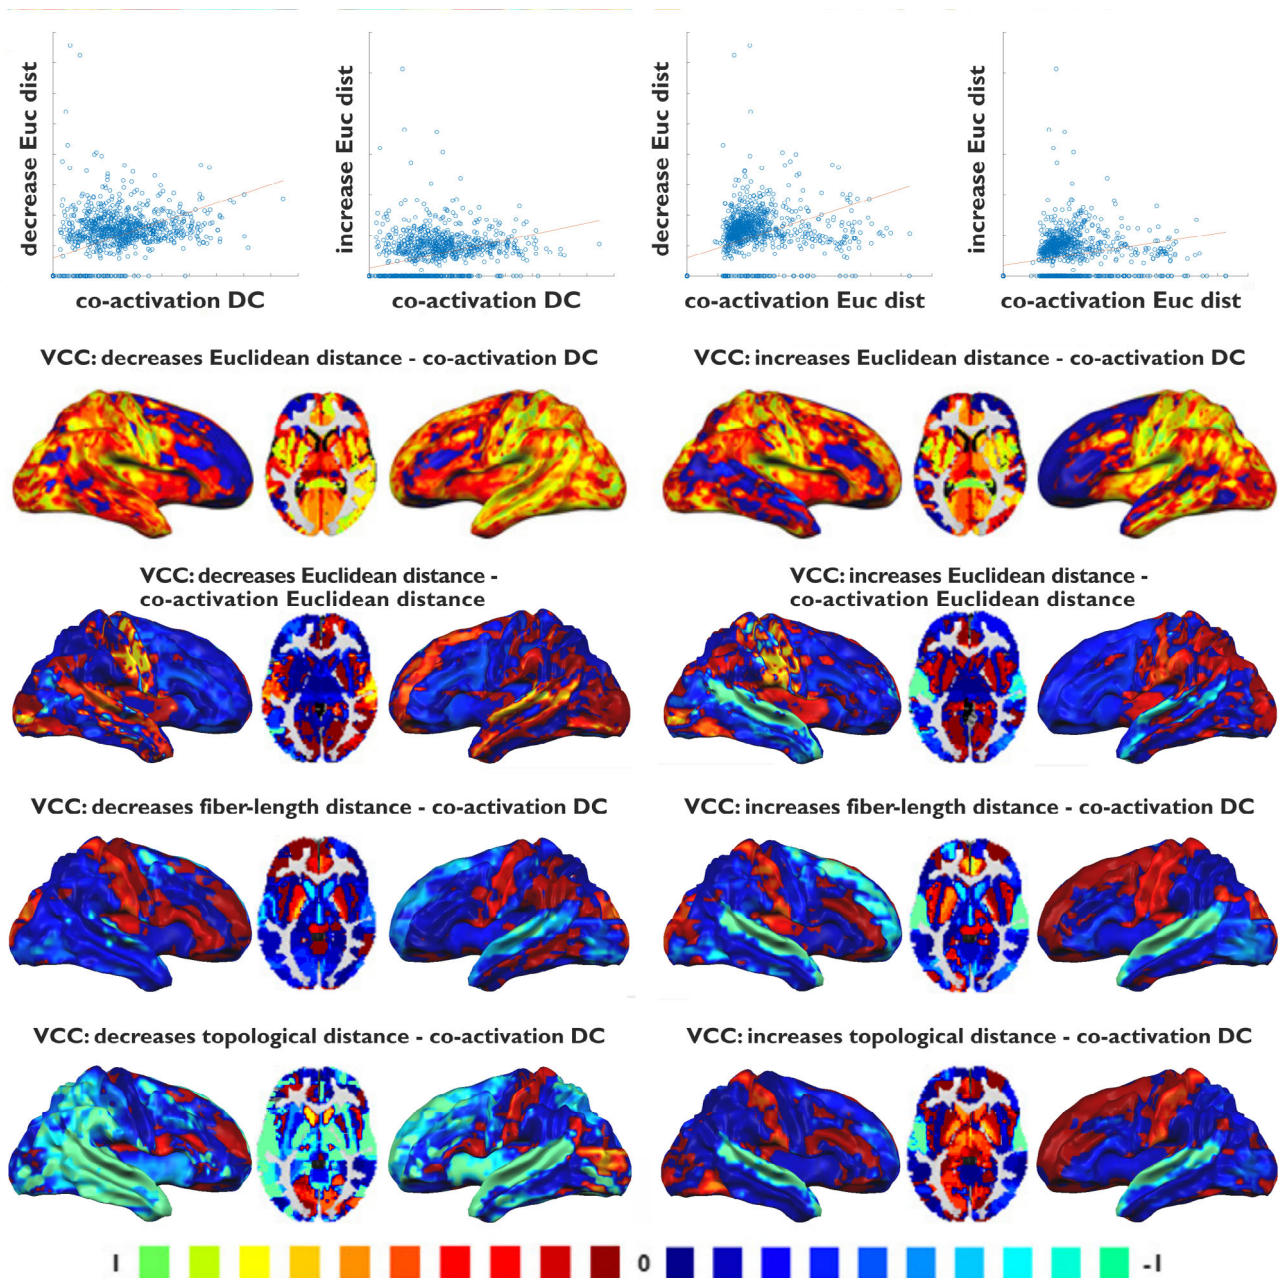 decrease Euc dist
increase Euc dist
decrease Euc dist
increase Euc dist
co-activation DC
co-activation DC
co-activation Euc dist
co-activation Euc dist
VCC: decreases Euclidean distance - co-activation DC
VCC: increases Euclidean distance - co-activation DC
VCC: decreases Euclidean distance -
co-activation Euclidean distance
VCC: increases Euclidean distance -
co-activation Euclidean distance
VCC: decreases fiber-length distance - co-activation DC
VCC: increases fiber-length distance - co-activation DC
VCC: decreases topological distance - co-activation DC
VCC: increases topological distance - co-activation DC
1 0 -1